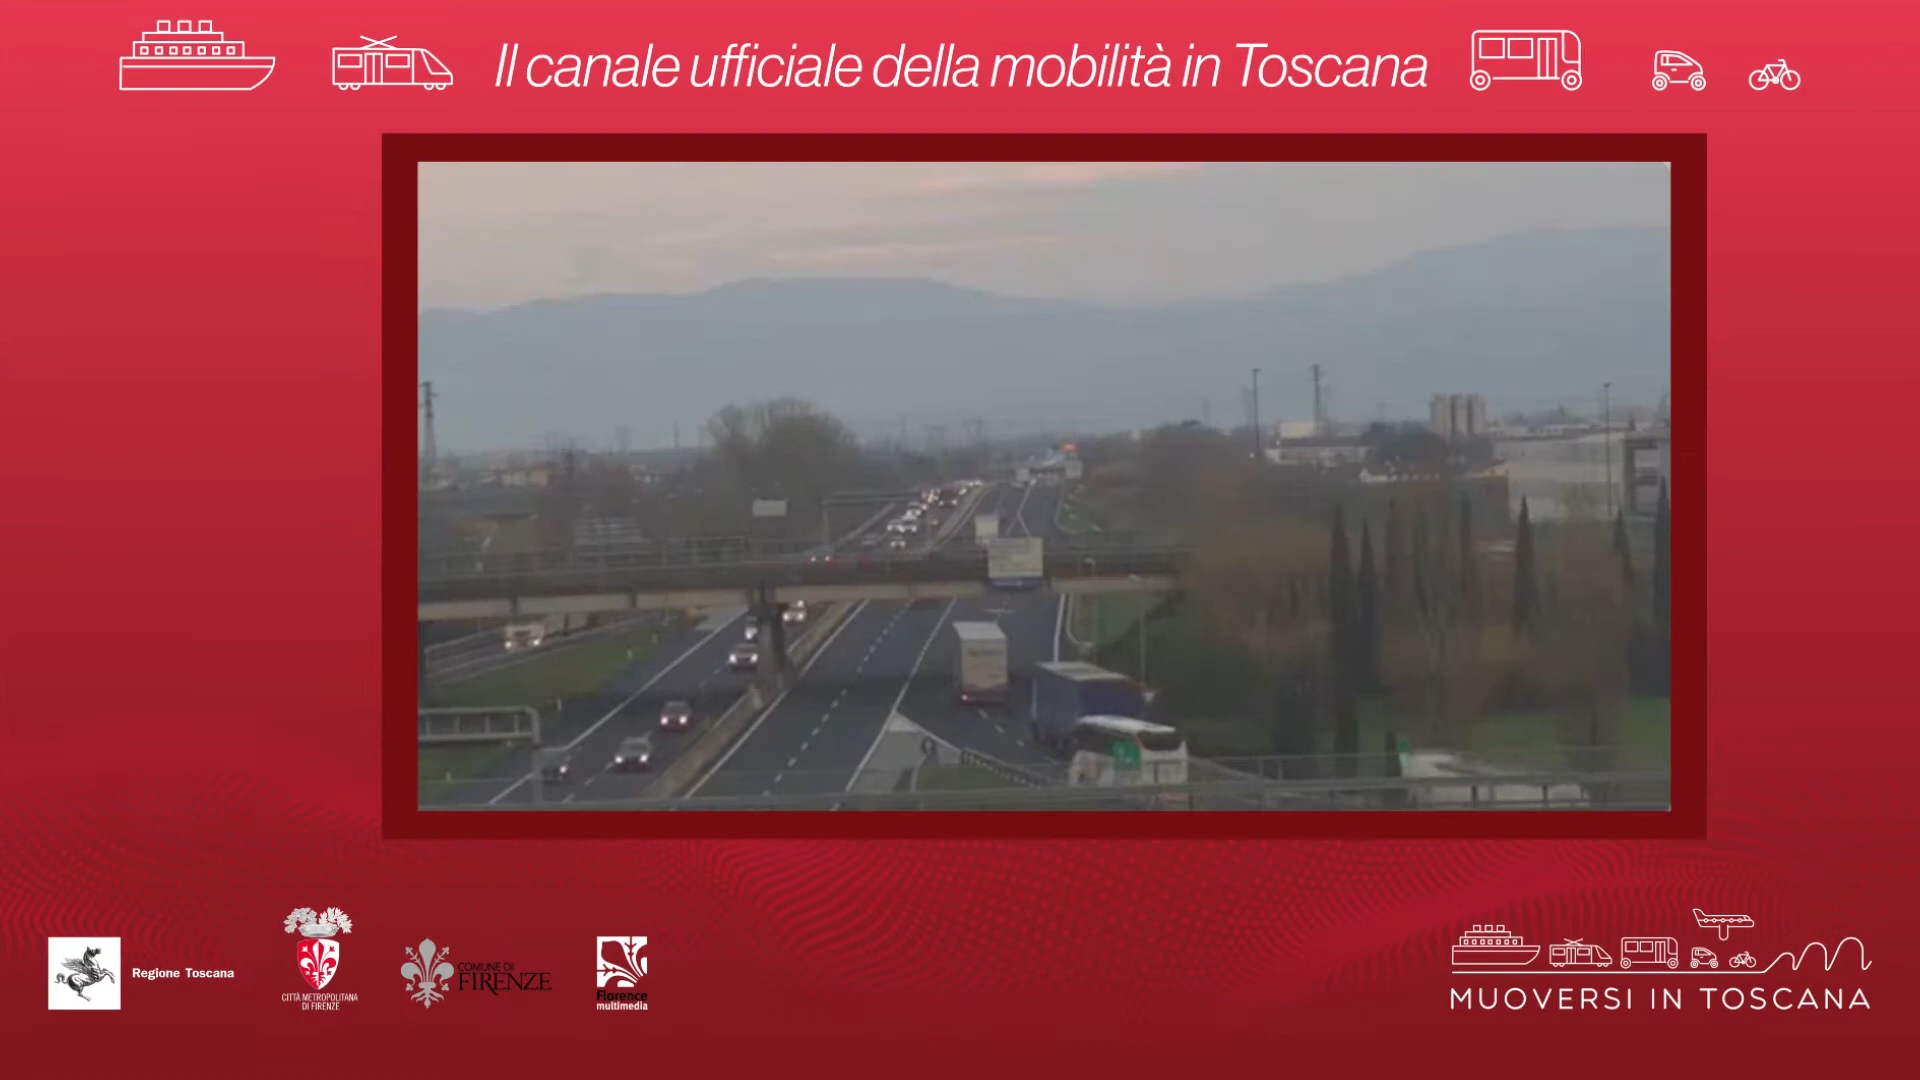 Il canale ufficiale della mobilità in Toscana
Regione Toscana
CITTÀ METROPOLITANA
DI FIRENZE
COMUNE DI
FIRENZE
Florence
multimedia
MUOVERSI IN TOSCANA